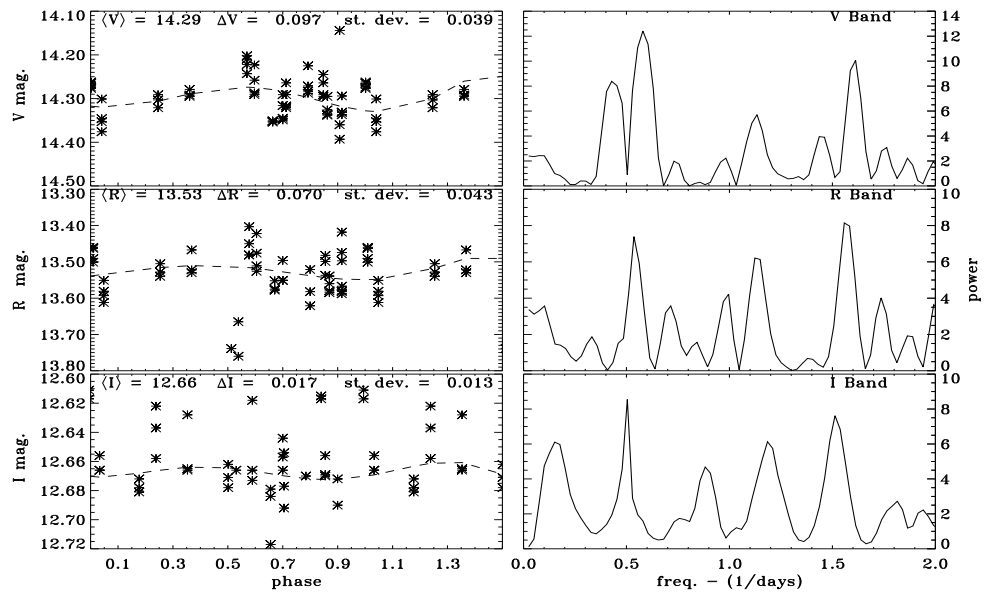 ⟨V⟩ = 14.29 ΔV = 0.097 st. dev. = 0.039
V Band
14.10
14.20
14.30
14.40
14.50
V mag.
14
12
10
8
6
4
2
0
⟨R⟩ = 13.53 ΔR = 0.070 st. dev. = 0.043
R Band
13.30
13.40
13.50
13.60
13.70
13.80
R mag.
10
8
6
4
2
0
power
⟨I⟩ = 12.66 ΔI = 0.017 st. dev. = 0.013
I Band
12.60
12.62
12.64
12.66
12.68
12.70
12.72
I mag.
10
8
6
4
2
0
0.1 0.3 0.5 0.7 0.9 1.1 1.3
phase
0.0 0.5 1.0 1.5 2.0
freq. − (1/days)